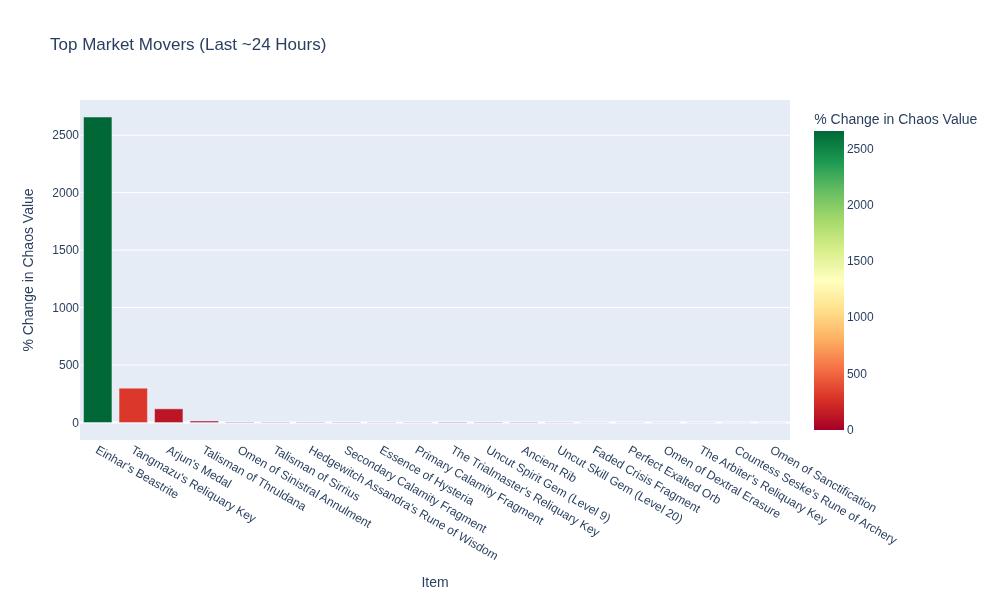 Top Market Movers (Last ~24 Hours)
% Change in Chaos Value
2500
2000
1500
1000
500
0
Einhar's Beastrite
Tangmazu's Reliquary Key
Arjun's Medal
Talisman of Thruldana
Omen of Sinistral Annulment
Talisman of Sirrius
Hedgewitch Assandra's Rune of Wisdom
Secondary Calamity Fragment
Essence of Hysteria
Primary Calamity Fragment
The Trialmaster's Reliquary Key
Uncut Spirit Gem (Level 9)
Ancient Rib
Uncut Skill Gem (Level 20)
Faded Crisis Fragment
Perfect Exalted Orb
Omen of Dextral Erasure
The Arbiter's Reliquary Key
Countess Seske's Rune of Archery
Omen of Sanctification
Item
% Change in Chaos Value
2500
2000
1500
1000
500
0